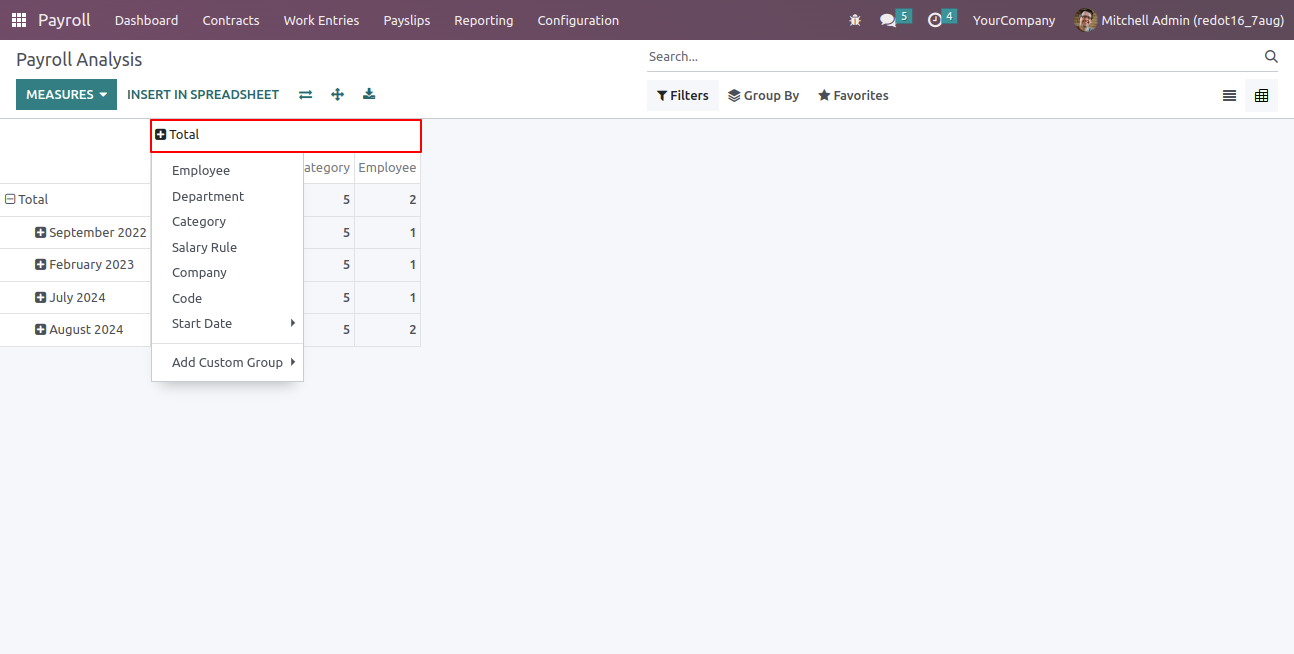 Payroll Dashboard Contracts Work Entries Payslips Reporting Configuration 5 4 YourCompany Mitchell Admin (redot16_7aug)
Payroll Analysis Search...
MEASURES INSERT IN SPREADSHEET Filters Group By Favorites
Total
ategory Employee
Employee
Total 5 2
Department
Category
September 2022 5 1
Salary Rule
February 2023 5 1
Company
July 2024 5 1
Code
Start Date
August 2024 5 2
Add Custom Group